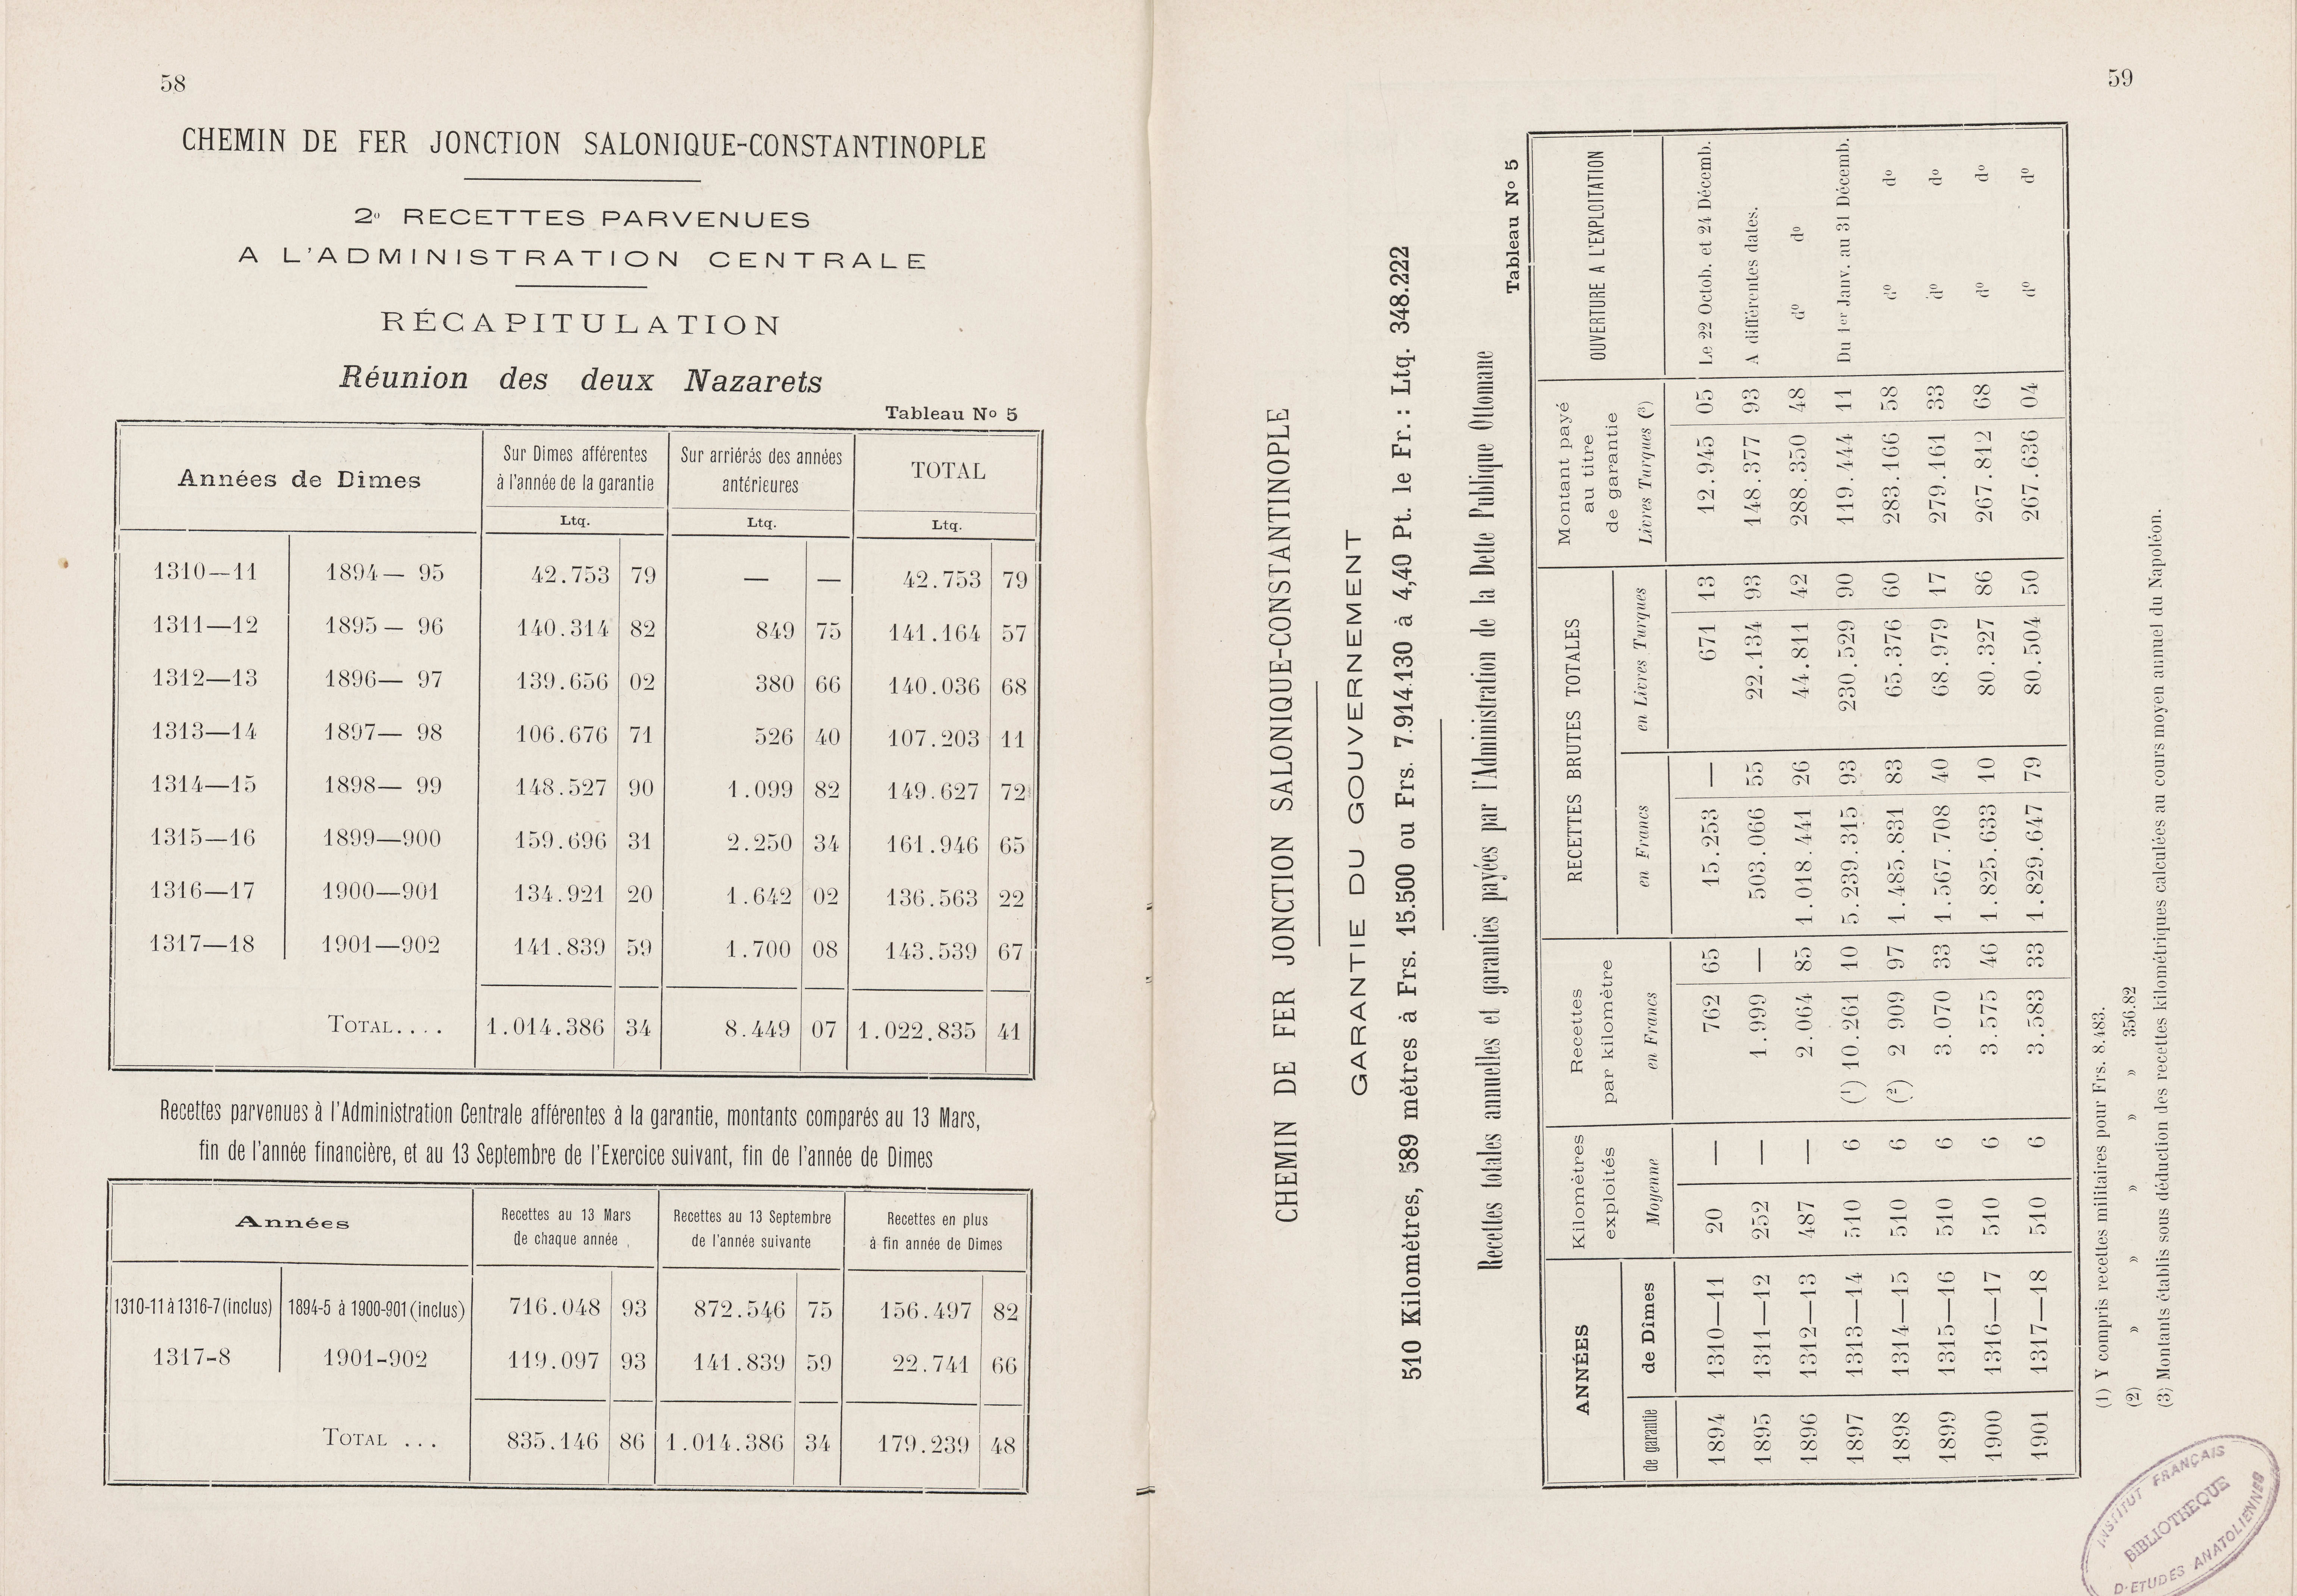 58
CHEMIN DE FER JONCTION SALONIQUE-CONSTANTINOPLE
2º RECETTES PARVENUES
A L'ADMINISTRATION CENTRALE
RÉCAPITULATION
Réunion des deux Nazarets
Tableau Nº 5
Années de Dîmes | Sur Dîmes afférentes à l'année de la garantie | Sur arriérés des années antérieures | TOTAL
Ltq. | Ltq. | Ltq.
1310—11 | 1894— 95 | 42.753 79 | — — | 42.753 79
1311—12 | 1895— 96 | 140.314 82 | 849 75 | 141.164 57
1312—13 | 1896— 97 | 139.656 02 | 380 66 | 140.036 68
1313—14 | 1897— 98 | 106.676 71 | 526 40 | 107.203 11
1314—15 | 1898— 99 | 148.527 90 | 1.099 82 | 149.627 72
1315—16 | 1899—900 | 159.696 31 | 2.250 34 | 161.946 65
1316—17 | 1900—901 | 134.921 20 | 1.642 02 | 136.563 22
1317—18 | 1901—902 | 141.839 59 | 1.700 08 | 143.539 67
TOTAL.... | 1.014.386 34 | 8.449 07 | 1.022.835 41
Recettes parvenues à l'Administration Centrale afférentes à la garantie, montants comparés au 13 Mars,
fin de l'année financière, et au 13 Septembre de l'Exercice suivant, fin de l'année de Dîmes
Années | Recettes au 13 Mars de chaque année | Recettes au 13 Septembre de l'année suivante | Recettes en plus à fin année de Dîmes
1310-11 à 1316-7 (inclus) | 1894-5 à 1900-901 (inclus) | 716.048 93 | 872.546 75 | 156.497 82
1317-8 | 1901-902 | 119.097 93 | 141.839 59 | 22.741 66
TOTAL ... | 835.146 86 | 1.014.386 34 | 179.239 48
59
CHEMIN DE FER JONCTION SALONIQUE-CONSTANTINOPLE
GARANTIE DU GOUVERNEMENT
510 Kilomètres, 589 mètres à Frs. 15.500 ou Frs. 7.914.130 à 4,40 Pt. le Fr.: Ltq. 348.222
Recettes totales annuelles et garanties payées par l'Administration de la Dette Publique Ottomane
Tableau Nº 5
ANNÉES | Kilomètres exploités | Recettes par kilomètre | RECETTES BRUTES TOTALES | Montant payé au titre de garantie | OUVERTURE A L'EXPLOITATION
de garantie | de Dîmes | Moyenne | en Francs | en Francs | en Livres Turques | Livres Turques (³)
1894 | 1310—11 | 20 — | 762 65 | 15.253 — | 671 13 | 12.945 05 | Le 22 Octob. et 24 Décemb.
1895 | 1311—12 | 252 — | 1.999 — | 503.066 55 | 22.134 93 | 148.377 93 | A différentes dates.
1896 | 1312—13 | 487 — | 2.064 85 | 1.018.441 26 | 44.811 42 | 288.350 48 | dº dº
1897 | 1313—14 | 510 6 | (¹) 10.261 10 | 5.239.315 93 | 230.529 90 | 119.444 11 | Du 1er Janv. au 31 Décemb.
1898 | 1314—15 | 510 6 | (²) 2 909 97 | 1.485.831 83 | 65.376 60 | 283.166 58 | dº dº
1899 | 1315—16 | 510 6 | 3.070 33 | 1.567.708 40 | 68.979 17 | 279.161 33 | dº dº
1900 | 1316—17 | 510 6 | 3.575 46 | 1.825.633 10 | 80.327 86 | 267.812 68 | dº dº
1901 | 1317—18 | 510 6 | 3.583 33 | 1.829.647 79 | 80.504 50 | 267.636 04 | dº dº
(1) Y compris recettes militaires pour Frs. 8.483.
(2) » » » » 356.82
(3) Montants établis sous déduction des recettes kilométriques calculées au cours moyen annuel du Napoléon.
INSTITUT FRANÇAIS
BIBLIOTHEQUE
D'ETUDES ANATOLIENNES